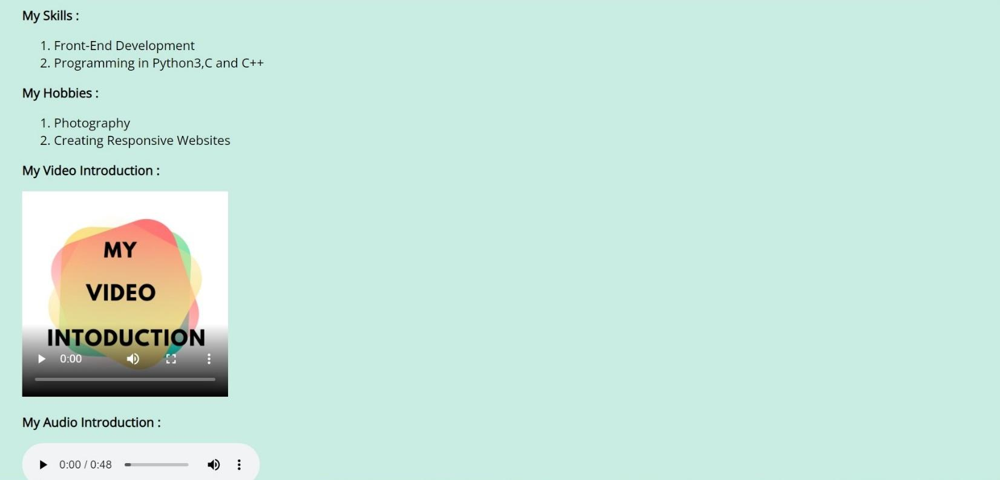 My Skills :
1. Front-End Development
2. Programming in Python3,C and C++
My Hobbies :
1. Photography
2. Creating Responsive Websites
My Video Introduction :
MY
VIDEO
INTODUCTION
0:00
My Audio Introduction :
0:00 / 0:48